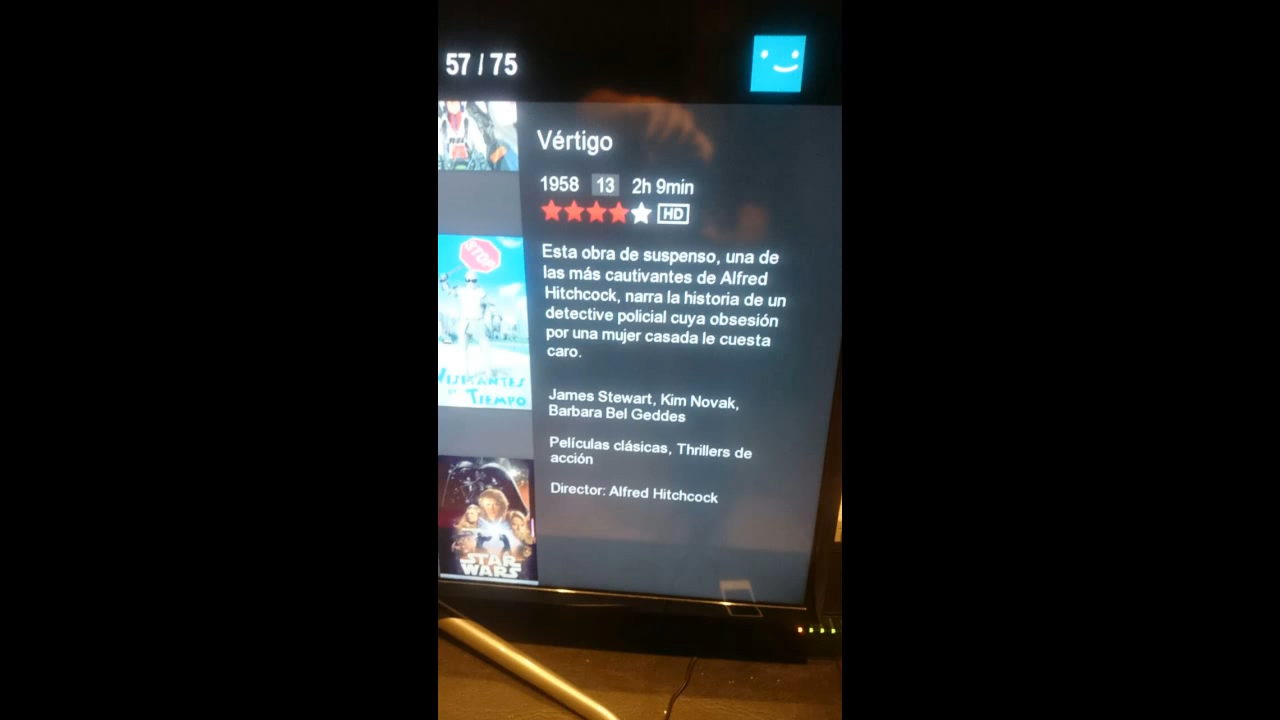 57 / 75
Vértigo
1958 13 2h 9min
HD
Esta obra de suspenso, una de
las más cautivantes de Alfred
Hitchcock, narra la historia de un
detective policial cuya obsesión
por una mujer casada le cuesta
caro.
James Stewart, Kim Novak,
Barbara Bel Geddes
Películas clásicas, Thrillers de
acción
Director: Alfred Hitchcock
STOP
VISITANTES
TIEMPO
STAR
WARS